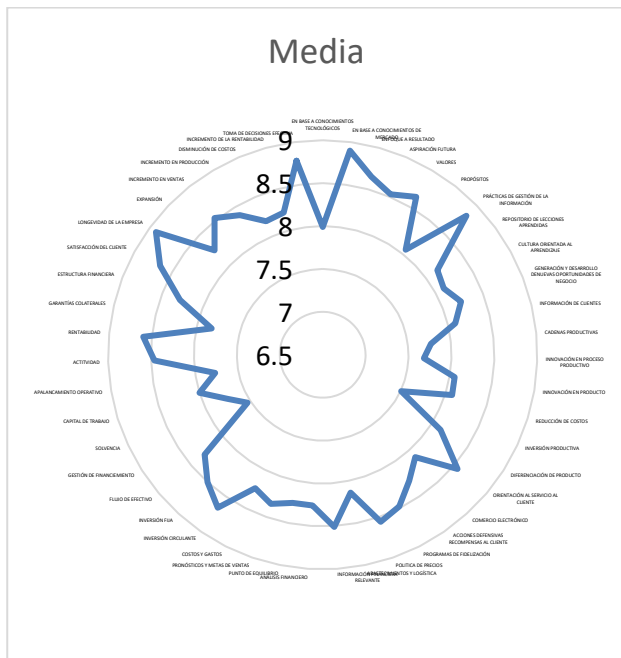 Media
EN BASE A CONOCIMIENTOS
TECNOLÓGICOS
EN BASE A CONOCIMIENTOS DE
MERCADO
ENFOQUE A RESULTADO
ASPIRACIÓN FUTURA
VALORES
PROPÓSITOS
PRÁCTICAS DE GESTIÓN DE LA
INFORMACIÓN
REPOSITORIO DE LECCIONES
APRENDIDAS
CULTURA ORIENTADA AL
APRENDIZAJE
GENERACIÓN Y DESARROLLO
DENUEVAS OPORTUNIDADES DE
NEGOCIO
INFORMACIÓN DE CLIENTES
CADENAS PRODUCTIVAS
INNOVACIÓN EN PROCESO
PRODUCTIVO
INNOVACIÓN EN PRODUCTO
REDUCCIÓN DE COSTOS
INVERSIÓN PRODUCTIVA
DIFERENCIACIÓN DE PRODUCTO
ORIENTACIÓN AL SERVICIO AL
CLIENTE
COMERCIO ELECTRÓNICO
ACCIONES DEFENSIVAS
RECOMPENSAS AL CLIENTE
PROGRAMAS DE FIDELIZACIÓN
POLITICA DE PRECIOS
ABASTECIMIENTOS Y LOGÍSTICA
INFORMACIÓN FINANCIERA
RELEVANTE
ANÁLISIS FINANCIERO
PUNTO DE EQUILIBRIO
PRONÓSTICOS Y METAS DE VENTAS
COSTOS Y GASTOS
INVERSIÓN CIRCULANTE
INVERSIÓN FIJA
FLUJO DE EFECTIVO
GESTIÓN DE FINANCIEMIENTO
SOLVENCIA
CAPITAL DE TRABAJO
APALANCAMIENTO OPERATIVO
ACTITVIDAD
RENTABILIDAD
GARANTÍAS COLATERALES
ESTRUCTURA FINANCIERA
SATISFACCIÓN DEL CLIENTE
LONGEVIDAD DE LA EMPRESA
EXPANSIÓN
INCREMENTO EN VENTAS
INCREMENTO EN PRODUCCIÓN
DISMINUCIÓN DE COSTOS
INCREMENTO DE LA RENTABILIDAD
TOMA DE DECISIONES EFECTIVA
9
8.5
8
7.5
7
6.5